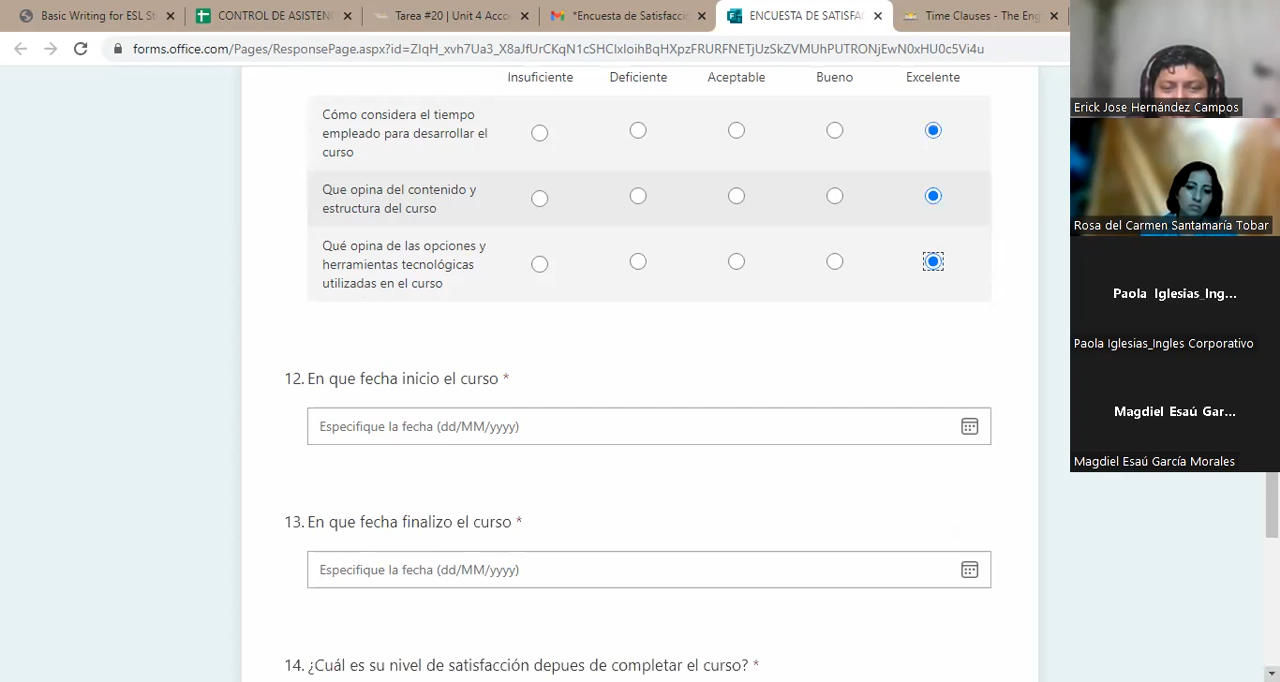 Basic Writing for ESL St
CONTROL DE ASISTEN
Tarea #20 | Unit 4 Acco
*Encuesta de Satisfacci
ENCUESTA DE SATISFA
Time Clauses - The Eng
forms.office.com/Pages/ResponsePage.aspx?id=ZIqH_xvh7Ua3_X8aJfUrCKqN1cSHCIxIoihBqHXpzFRURFNETjUzSkZVMUhPUTRONjEwN0xHU0c5Vi4u
Insuficiente Deficiente Aceptable Bueno Excelente
Cómo considera el tiempo
empleado para desarrollar el
curso
Que opina del contenido y
estructura del curso
Qué opina de las opciones y
herramientas tecnológicas
utilizadas en el curso
12. En que fecha inicio el curso *
Especifique la fecha (dd/MM/yyyy)
13. En que fecha finalizo el curso *
Especifique la fecha (dd/MM/yyyy)
14. ¿Cuál es su nivel de satisfacción depues de completar el curso? *
Erick Jose Hernández Campos
Rosa del Carmen Santamaría Tobar
Paola Iglesias_Ing...
Paola Iglesias_Ingles Corporativo
Magdiel Esaú Gar...
Magdiel Esaú García Morales